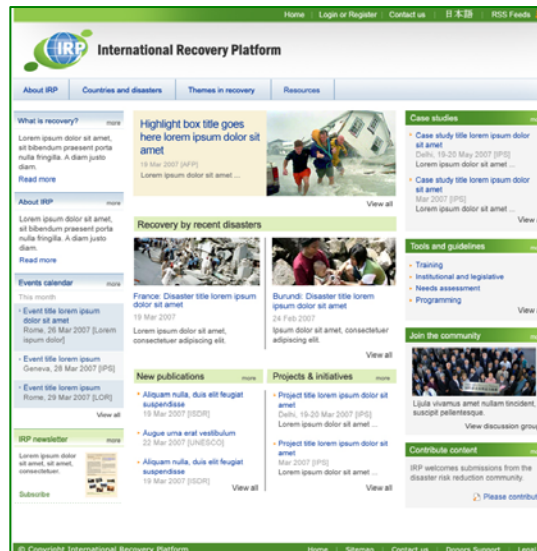 Home | Login or Register | Contact us | 日本語 | RSS Feeds
IRP International Recovery Platform
About IRP
Countries and disasters
Themes in recovery
Resources
What is recovery? more
Lorem ipsum dolor sit amet,
sit bibendum praesent porta
nulla fringilla. A diam justo
diam.
Read more
About IRP more
Lorem ipsum dolor sit amet,
sit bibendum praesent porta
nulla fringilla. A diam justo
diam.
Read more
Events calendar more
This month
Event title lorem ipsum
dolor sit amet
Rome, 26 Mar 2007 [Lorem
ispum dolor]
Event title lorem ipsum
Geneva, 28 Mar 2007 [IPS]
Event title lorem ipsum
Rome, 29 Mar 2007 [LOR]
View all
IRP newsletter more
Lorem ipsum dolor
sit amet, sit amet,
consectetuer.
Subscribe
Highlight box title goes
here lorem ipsum dolor sit
amet
19 Mar 2007 [AFP]
Lorem ipsum dolor sit amet ...
View all
Recovery by recent disasters
France: Disaster title lorem ipsum
dolor sit amet
19 Mar 2007
Lorem ipsum dolor sit amet,
consectetuer adipiscing elit.
Burundi: Disaster title lorem
ipsum dolor sit amet
24 Feb 2007
Ipsum dolor sit amet, consectetuer
adipiscing elit.
View all
New publications more
Aliquam nulla, duis elit feugiat
suspendisse
19 Mar 2007 [ISDR]
Augue urna erat vestibulum
22 Mar 2007 [UNESCO]
Aliquam nulla, duis elit feugiat
suspendisse
19 Mar 2007 [ISDR]
View all
Projects & initiatives more
Project title lorem ipsum dolor sit
amet
Delhi, 19-20 Mar 2007 [IPS]
Lorem ipsum dolor sit amet ...
Project title lorem ipsum dolor sit
amet
Mar 2007 [IPS]
Lorem ipsum dolor sit amet ...
View all
Case studies
Case study title lorem ipsum dolor
sit amet
Delhi, 19-20 May 2007 [IPS]
Lorem ipsum dolor sit amet ...
Case study title lorem ipsum dolor
sit amet
Mar 2007 [IPS]
Lorem ipsum dolor sit amet ...
View
Tools and guidelines
Training
Institutional and legislative
Needs assessment
Programming
View
Join the community
Lijula vivamus amet nullam tincident,
suscipit pellentesque.
View discussion
Contribute content
IRP welcomes submissions from the
disaster risk reduction community.
Please
© Copyright International Recovery Platform
Home | Sitemap | Contact us | Donors Support | Legal